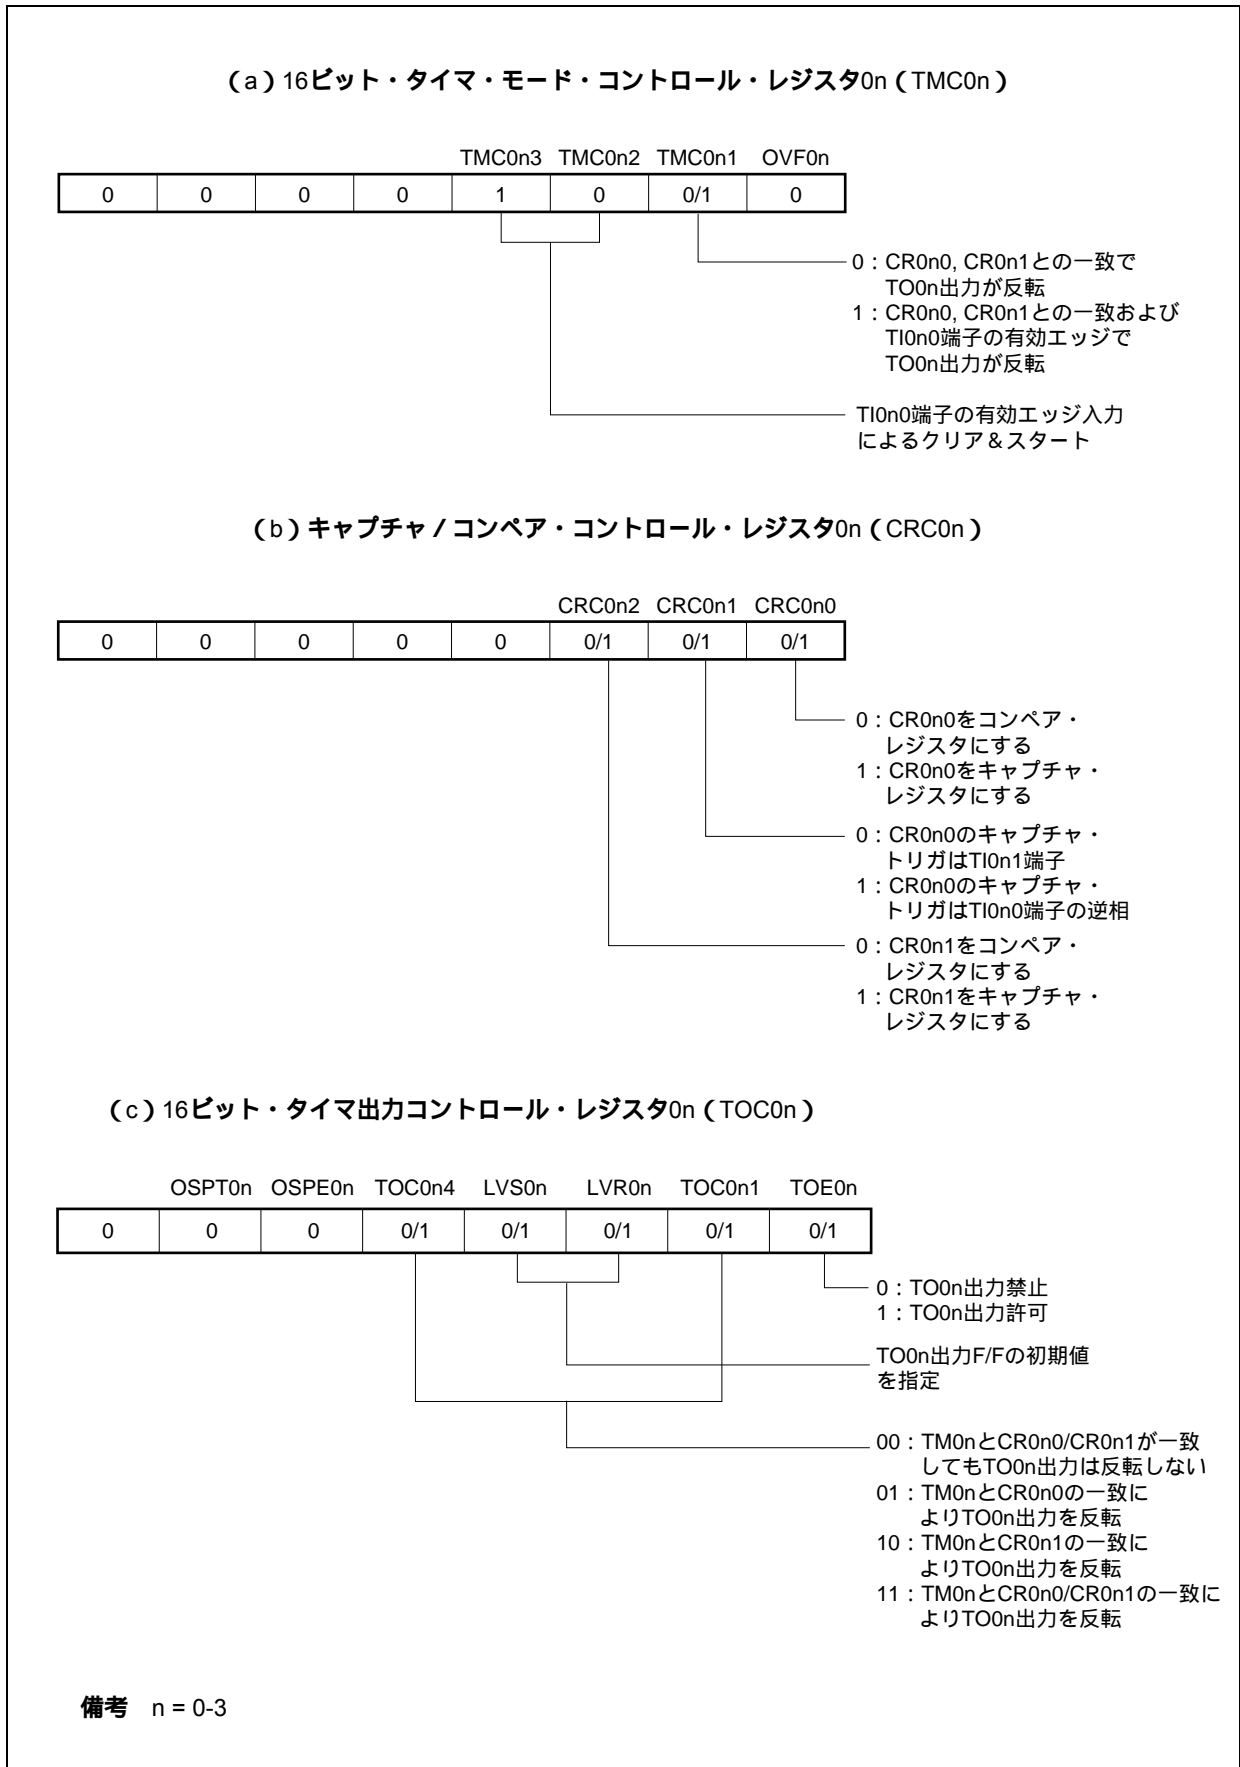 (a)16ビット・タイマ・モード・コントロール・レジスタ0n(TMC0n)
TMC0n3 TMC0n2 TMC0n1 OVF0n
0 0 0 0 1 0 0/1 0
0：CR0n0, CR0n1との一致で
TO0n出力が反転
1：CR0n0, CR0n1との一致および
TI0n0端子の有効エッジで
TO0n出力が反転
TI0n0端子の有効エッジ入力
によるクリア＆スタート
(b)キャプチャ／コンペア・コントロール・レジスタ0n(CRC0n)
CRC0n2 CRC0n1 CRC0n0
0 0 0 0 0 0/1 0/1 0/1
0：CR0n0をコンペア・
レジスタにする
1：CR0n0をキャプチャ・
レジスタにする
0：CR0n0のキャプチャ・
トリガはTI0n1端子
1：CR0n0のキャプチャ・
トリガはTI0n0端子の逆相
0：CR0n1をコンペア・
レジスタにする
1：CR0n1をキャプチャ・
レジスタにする
(c)16ビット・タイマ出力コントロール・レジスタ0n(TOC0n)
OSPT0n OSPE0n TOC0n4 LVS0n LVR0n TOC0n1 TOE0n
0 0 0 0/1 0/1 0/1 0/1 0/1
0：TO0n出力禁止
1：TO0n出力許可
TO0n出力F/Fの初期値
を指定
00：TM0nとCR0n0/CR0n1が一致
してもTO0n出力は反転しない
01：TM0nとCR0n0の一致に
よりTO0n出力を反転
10：TM0nとCR0n1の一致に
よりTO0n出力を反転
11：TM0nとCR0n0/CR0n1の一致に
よりTO0n出力を反転
備考 n = 0-3